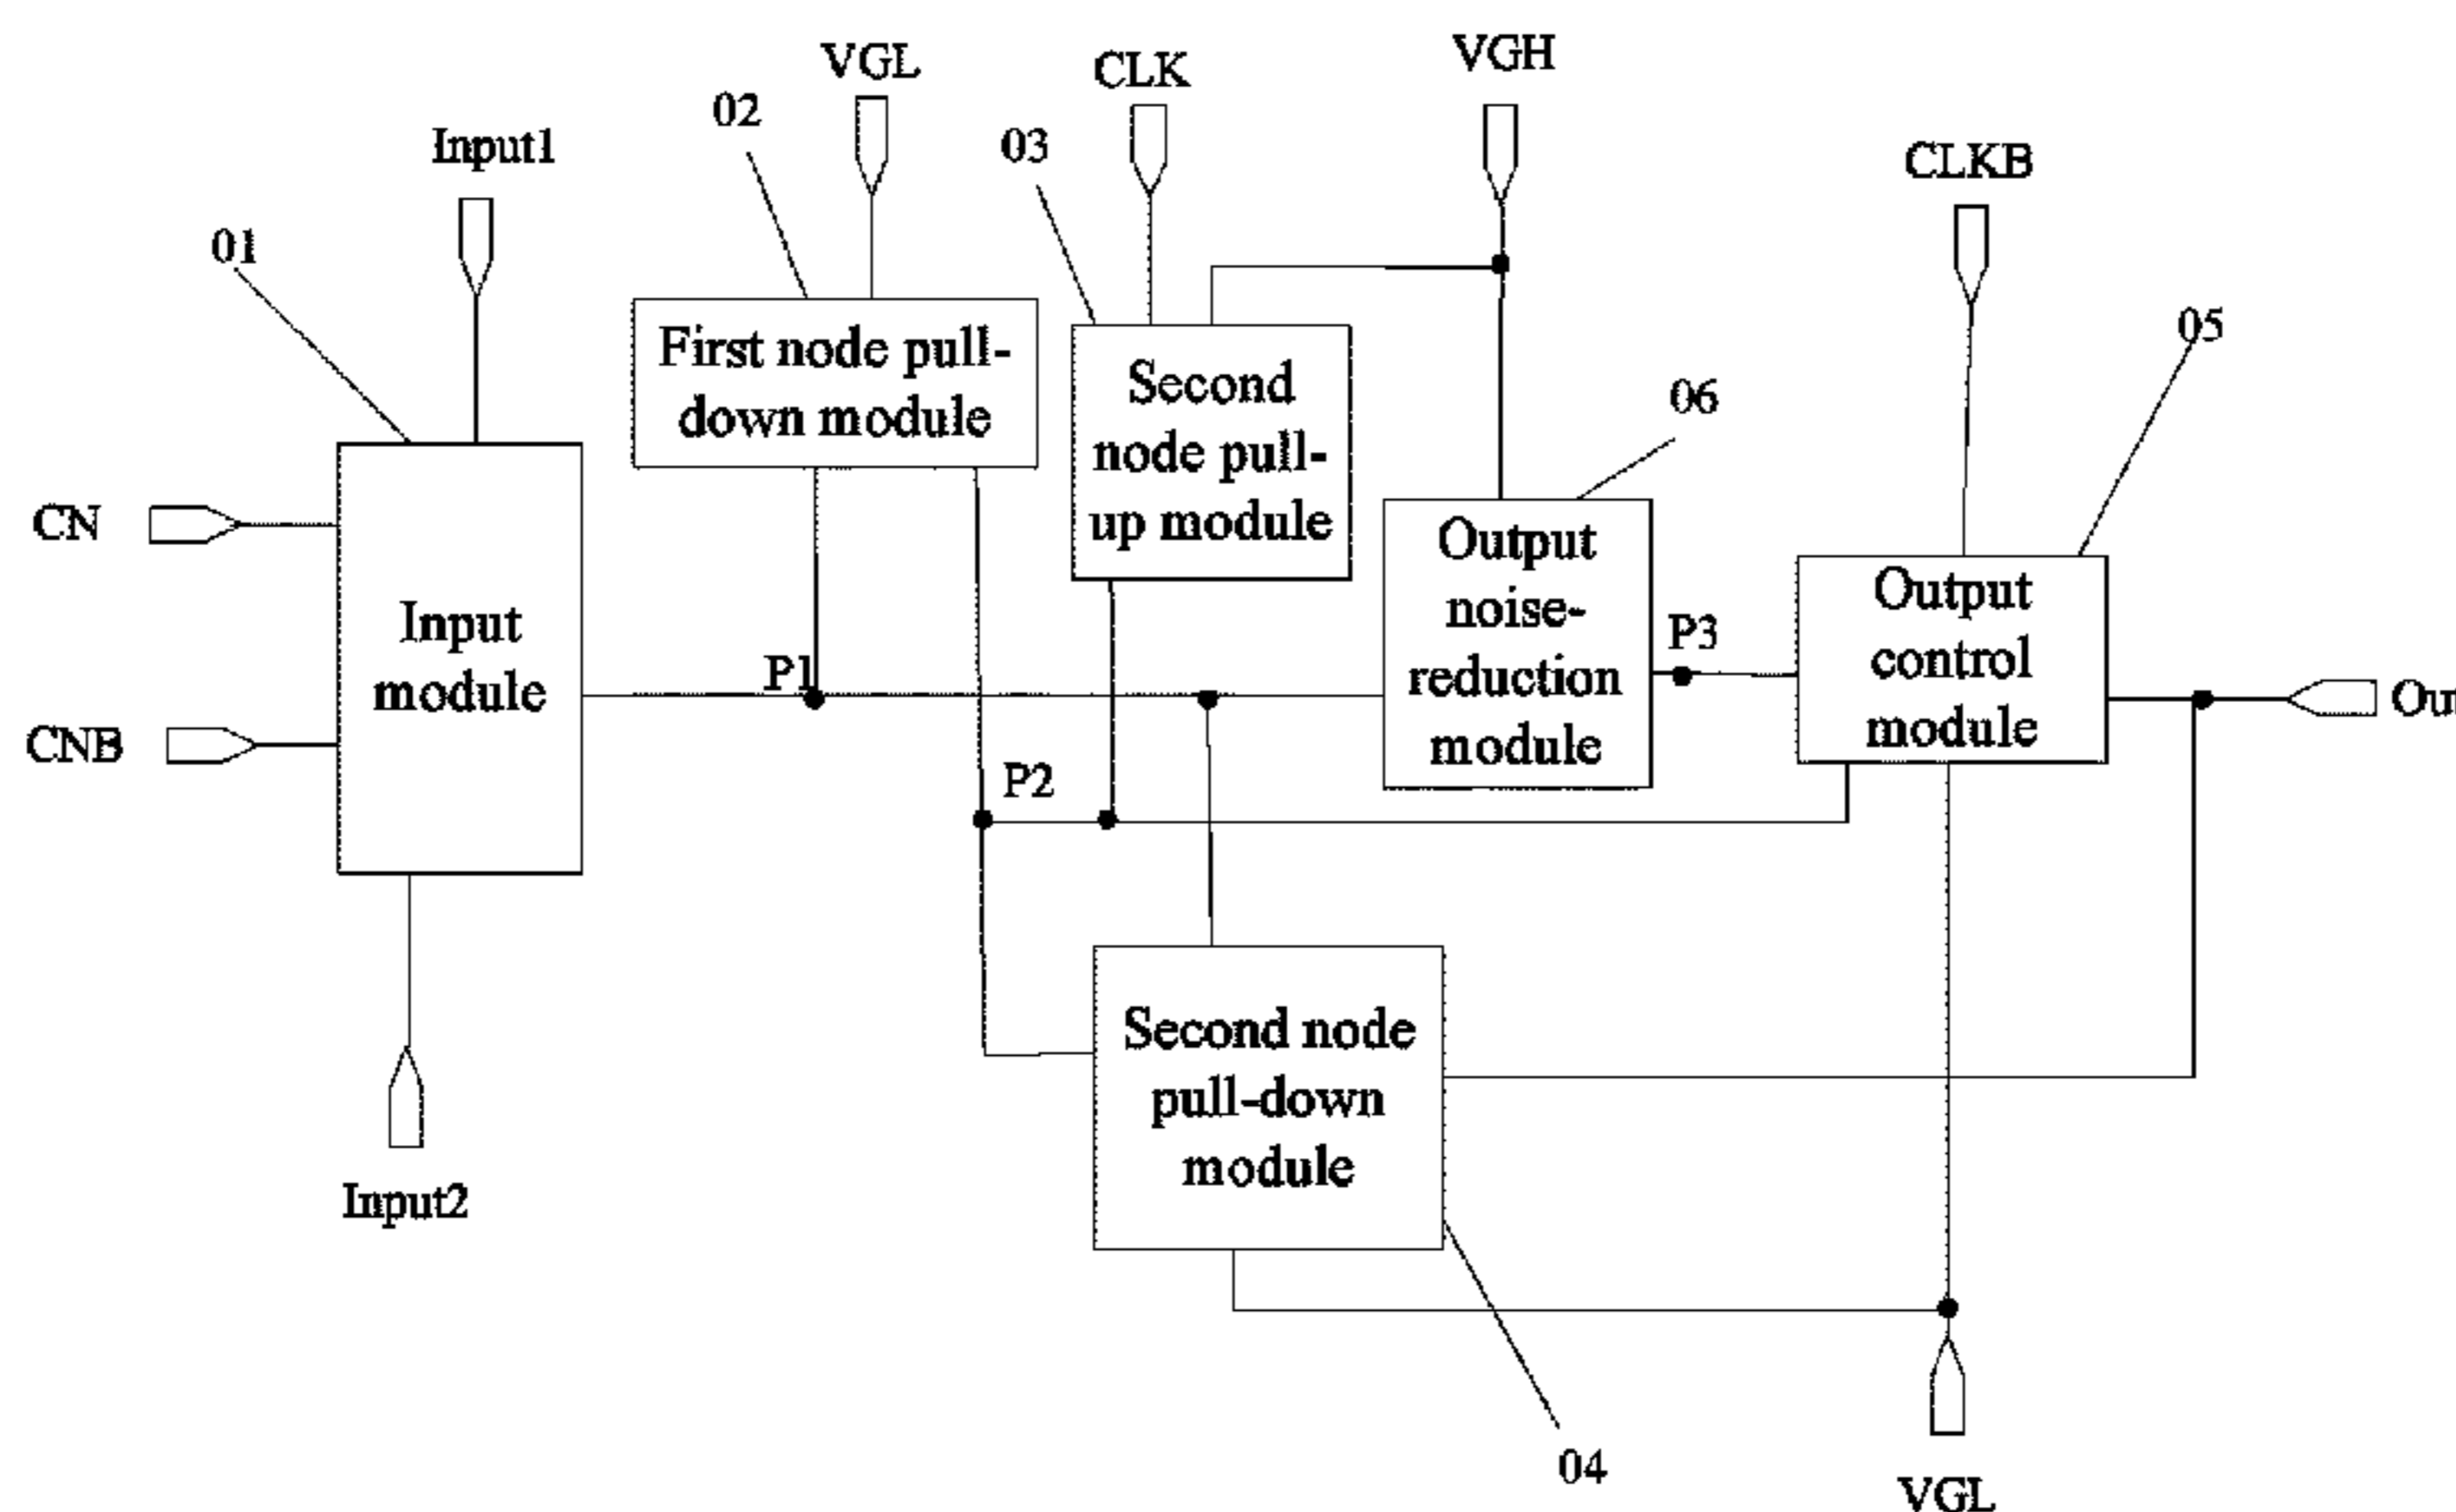 VGL
CLK
VGH
02
03
Input1
CLKB
01
05
First node pull-
down module
Second
node pull-
up module
06
CN
Input
module
CNB
Output
noise-
reduction
module
P3
Output
control
module
Out
P1
P2
Second node
pull-down
module
Input2
04
VGL